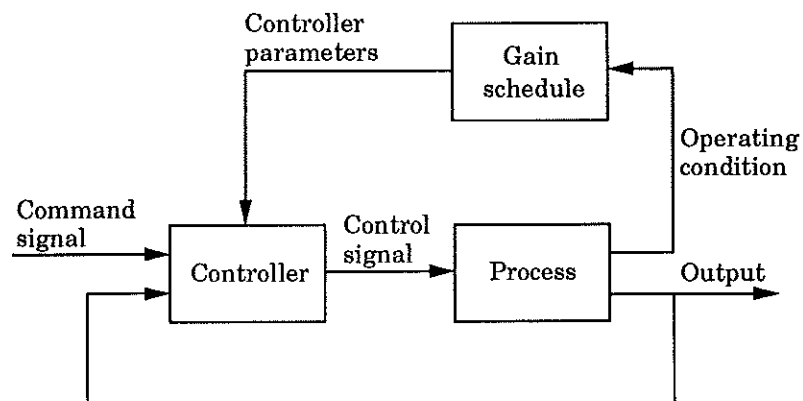 Controller
parameters
Gain
schedule
Operating
condition
Command
signal
Controller
Control
signal
Process
Output